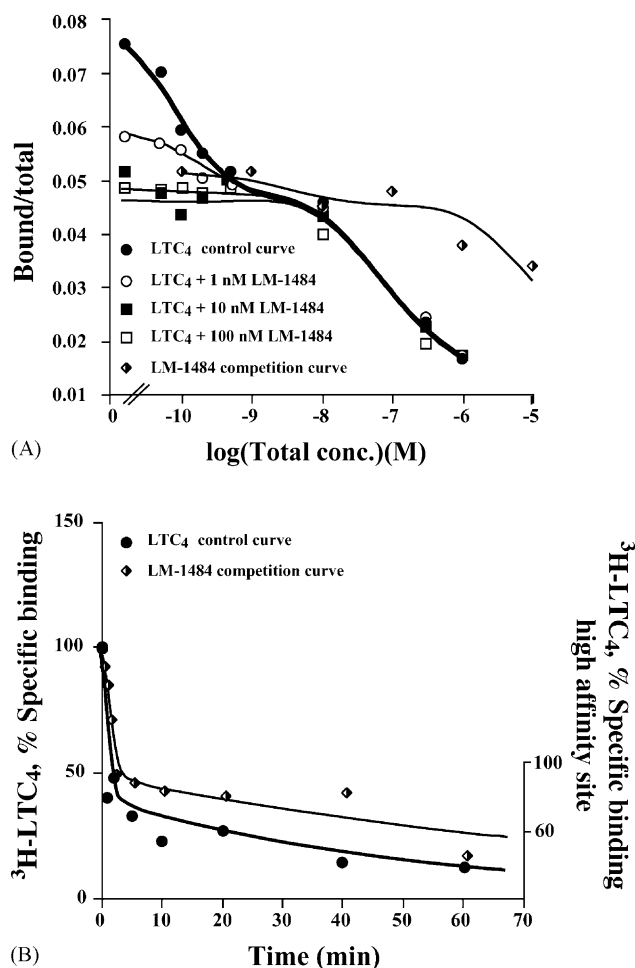 0.08
0.07
0.06
0.05
0.04
0.03
0.02
0.01
Bound/total
LTC4 control curve
LTC4 + 1 nM LM-1484
LTC4 + 10 nM LM-1484
LTC4 + 100 nM LM-1484
LM-1484 competition curve
0 -10 -9 -8 -7 -6 -5
(A)
log(Total conc.)(M)
150
100
50
0
3H-LTC4, % Specific binding
LTC4 control curve
LM-1484 competition curve
100
60
3H-LTC4, % Specific binding
high affinity site
0 10 20 30 40 50 60 70
(B)
Time (min)